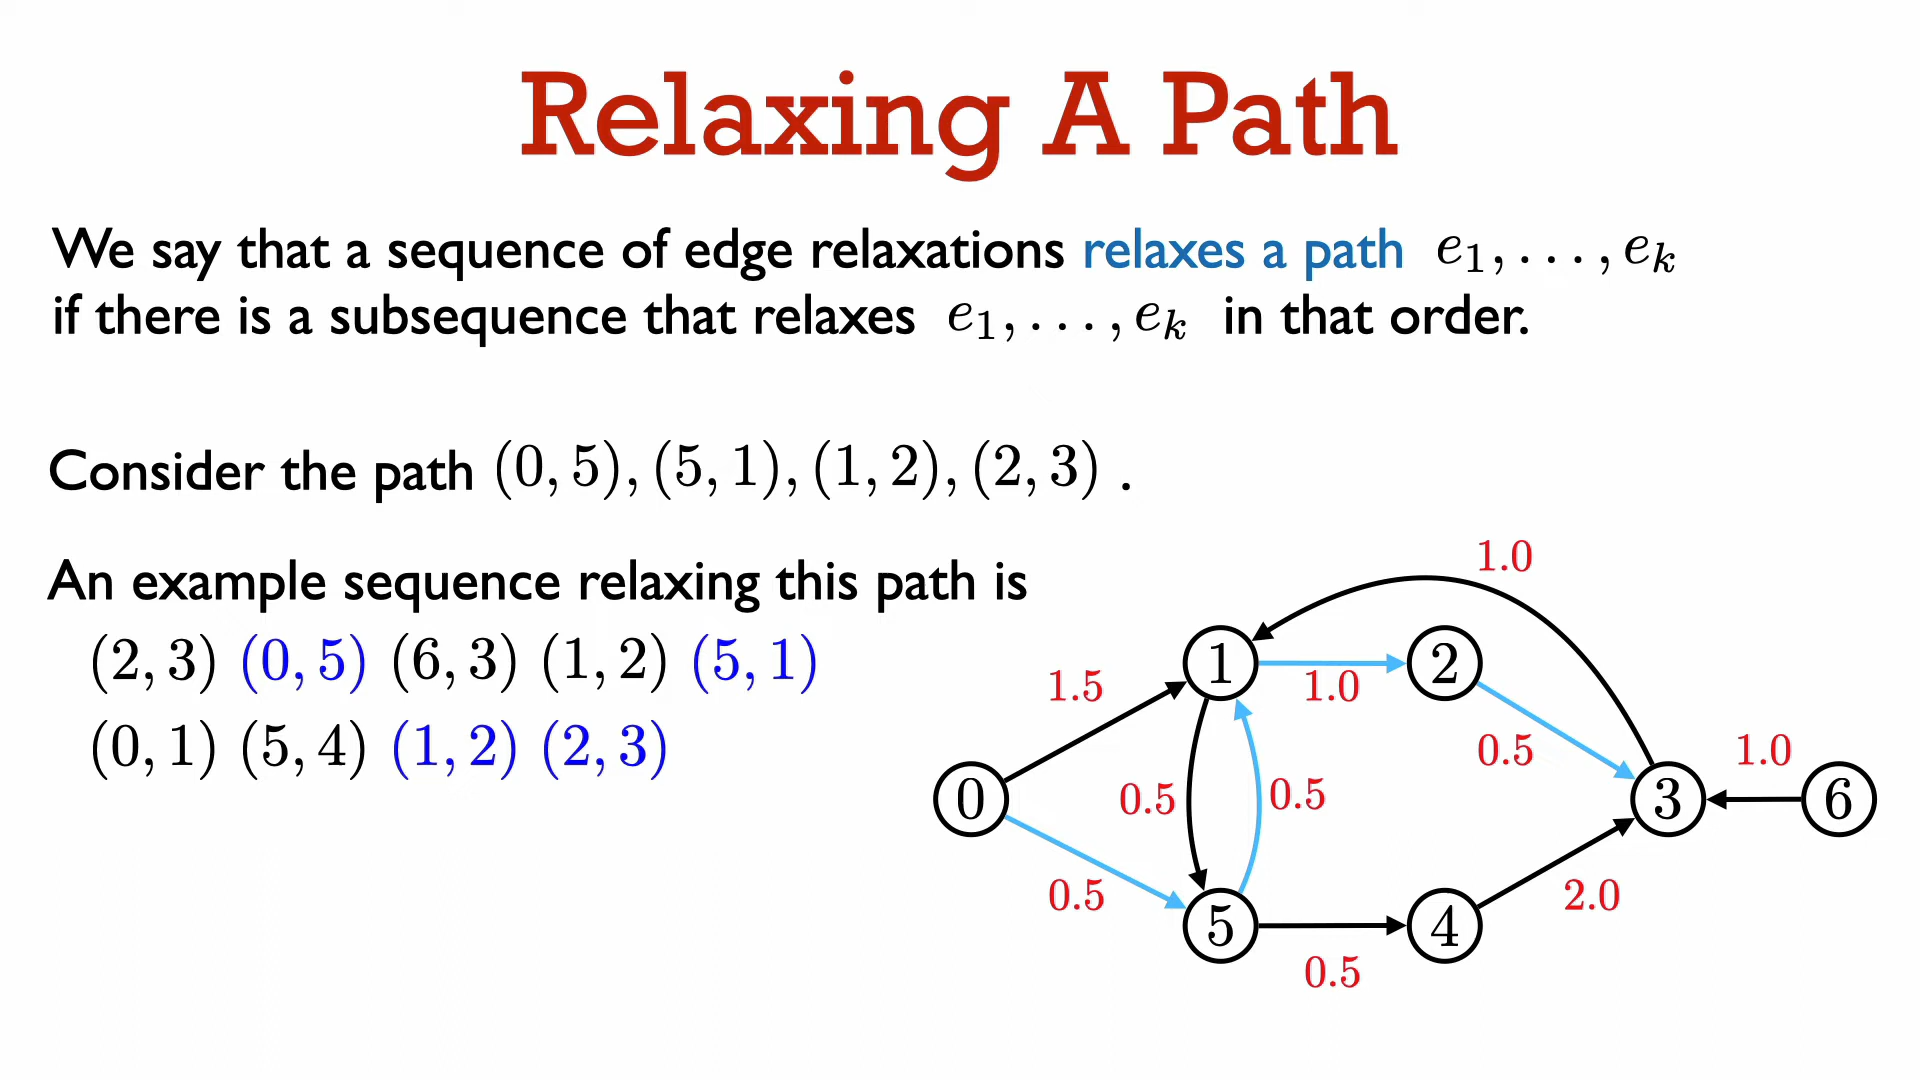 Relaxing A Path
We say that a sequence of edge relaxations relaxes a path e₁, . . . , eₖ
if there is a subsequence that relaxes e₁, . . . , eₖ in that order.
Consider the path (0, 5), (5, 1), (1, 2), (2, 3) .
An example sequence relaxing this path is
(2, 3) (0, 5) (6, 3) (1, 2) (5, 1)
(0, 1) (5, 4) (1, 2) (2, 3)
1.0
1 2
1.5 1.0
0.5 1.0
0 0.5 0.5 3 6
0.5 2.0
5 4
0.5